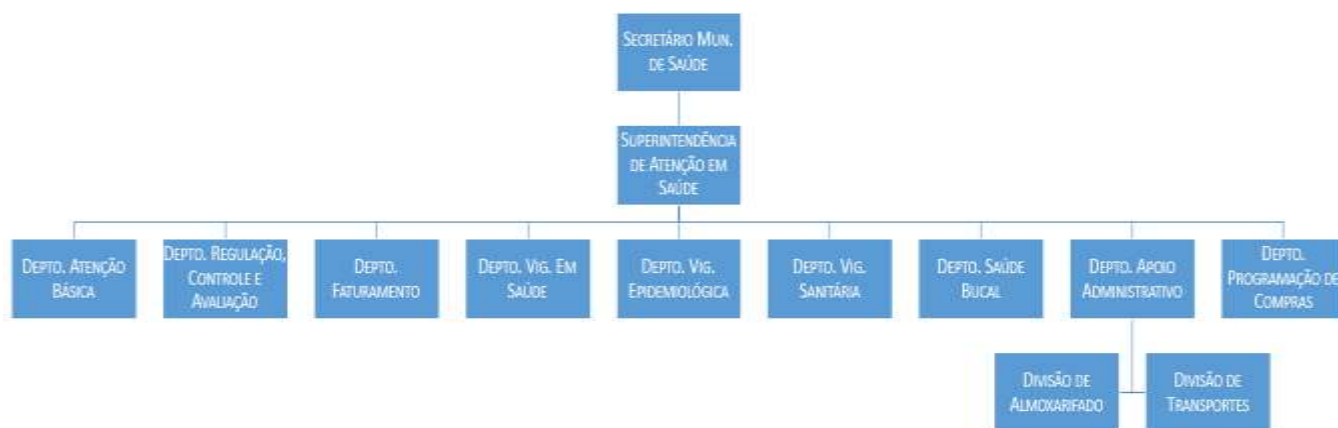 SECRETÁRIO MUN.
DE SAÚDE
SUPERINTENDÊNCIA
DE ATENÇÃO EM
SAÚDE
DEPTO. ATENÇÃO
BÁSICA
DEPTO. REGULAÇÃO,
CONTROLE E
AVALIAÇÃO
DEPTO.
FATURAMENTO
DEPTO. VIG. EM
SAÚDE
DEPTO. VIG.
EPIDEMIOLÓGICA
DEPTO. VIG.
SANITÁRIA
DEPTO. SAÚDE
BUCAL
DEPTO. APOIO
ADMINISTRATIVO
DEPTO.
PROGRAMAÇÃO DE
COMPRAS
DIVISÃO DE
ALMOXARIFADO
DIVISÃO DE
TRANSPORTES